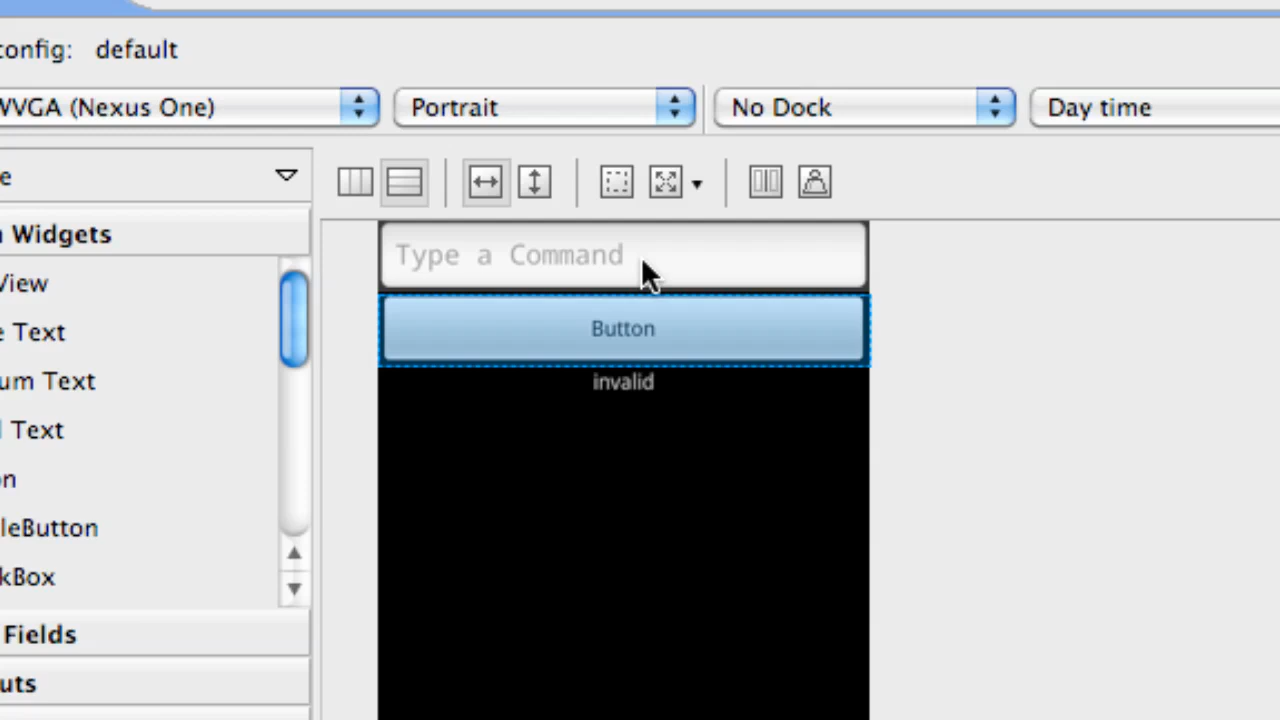 config: default
WVGA (Nexus One) Portrait No Dock Day time
e
Widgets
View
e Text
um Text
Text
on
leButton
kBox
Fields
uts
Type a Command
Button
invalid